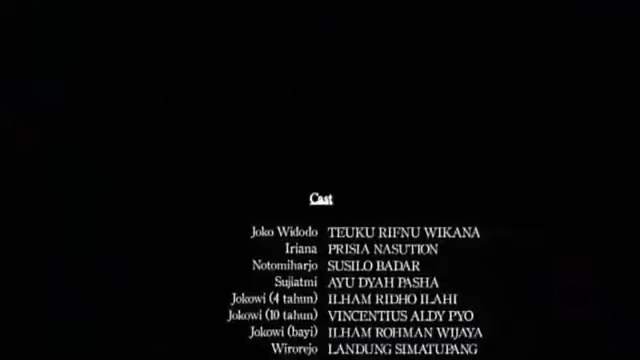 Cast
Joko Widodo TEUKU RIFNU WIKANA
Iriana PRISIA NASUTION
Notomiharjo SUSILO BADAR
Sujiatmi AYU DYAH PASHA
Jokowi (4 tahun) ILHAM RIDHO ILAHI
Jokowi (10 tahun) VINCENTIUS ALDY PYO
Jokowi (bayi) ILHAM ROHMAN WIJAYA
Wirorejo LANDUNG SIMATUPANG